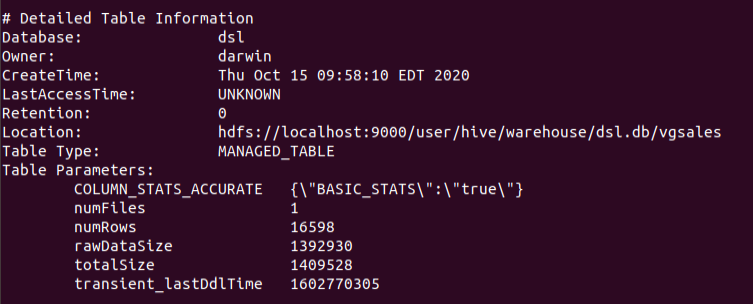 # Detailed Table Information
Database: dsl
Owner: darwin
CreateTime: Thu Oct 15 09:58:10 EDT 2020
LastAccessTime: UNKNOWN
Retention: 0
Location: hdfs://localhost:9000/user/hive/warehouse/dsl.db/vgsales
Table Type: MANAGED_TABLE
Table Parameters:
COLUMN_STATS_ACCURATE {\"BASIC_STATS\":\"true\"}
numFiles 1
numRows 16598
rawDataSize 1392930
totalSize 1409528
transient_lastDdlTime 1602770305